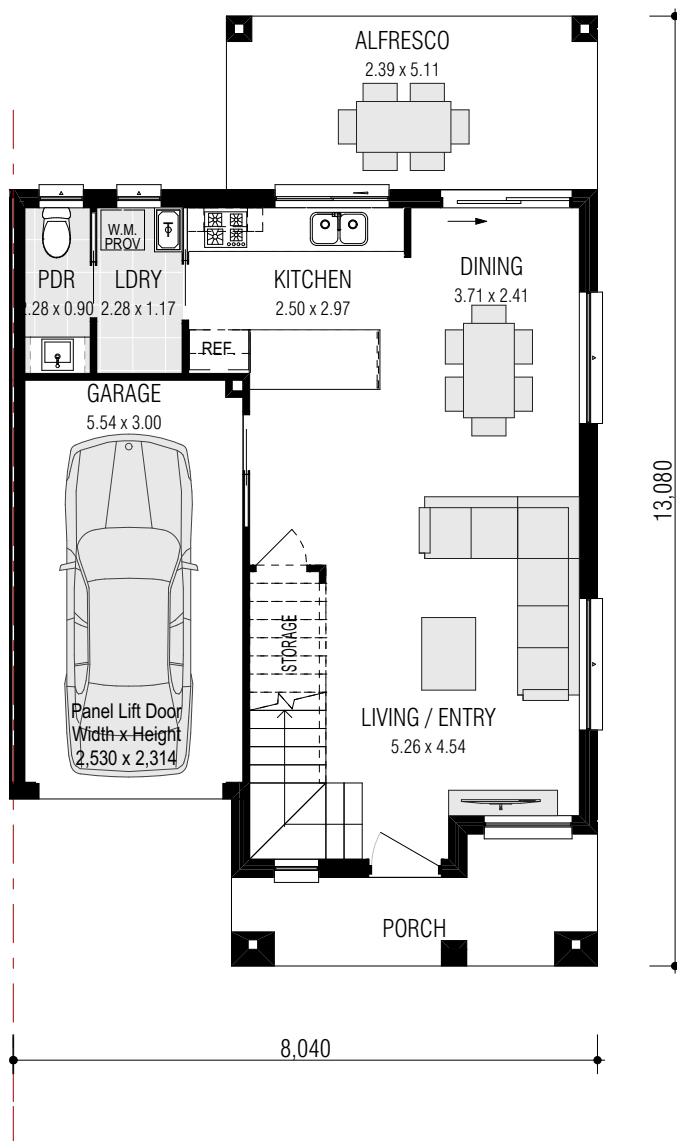 ALFRESCO
2.39 x 5.11
W.M.
PROV
PDR
2.28 x 0.90
LDRY
2.28 x 1.17
KITCHEN
2.50 x 2.97
DINING
3.71 x 2.41
REF.
GARAGE
5.54 x 3.00
13,080
STORAGE
Panel Lift Door
Width x Height
2,530 x 2,314
LIVING / ENTRY
5.26 x 4.54
PORCH
8,040